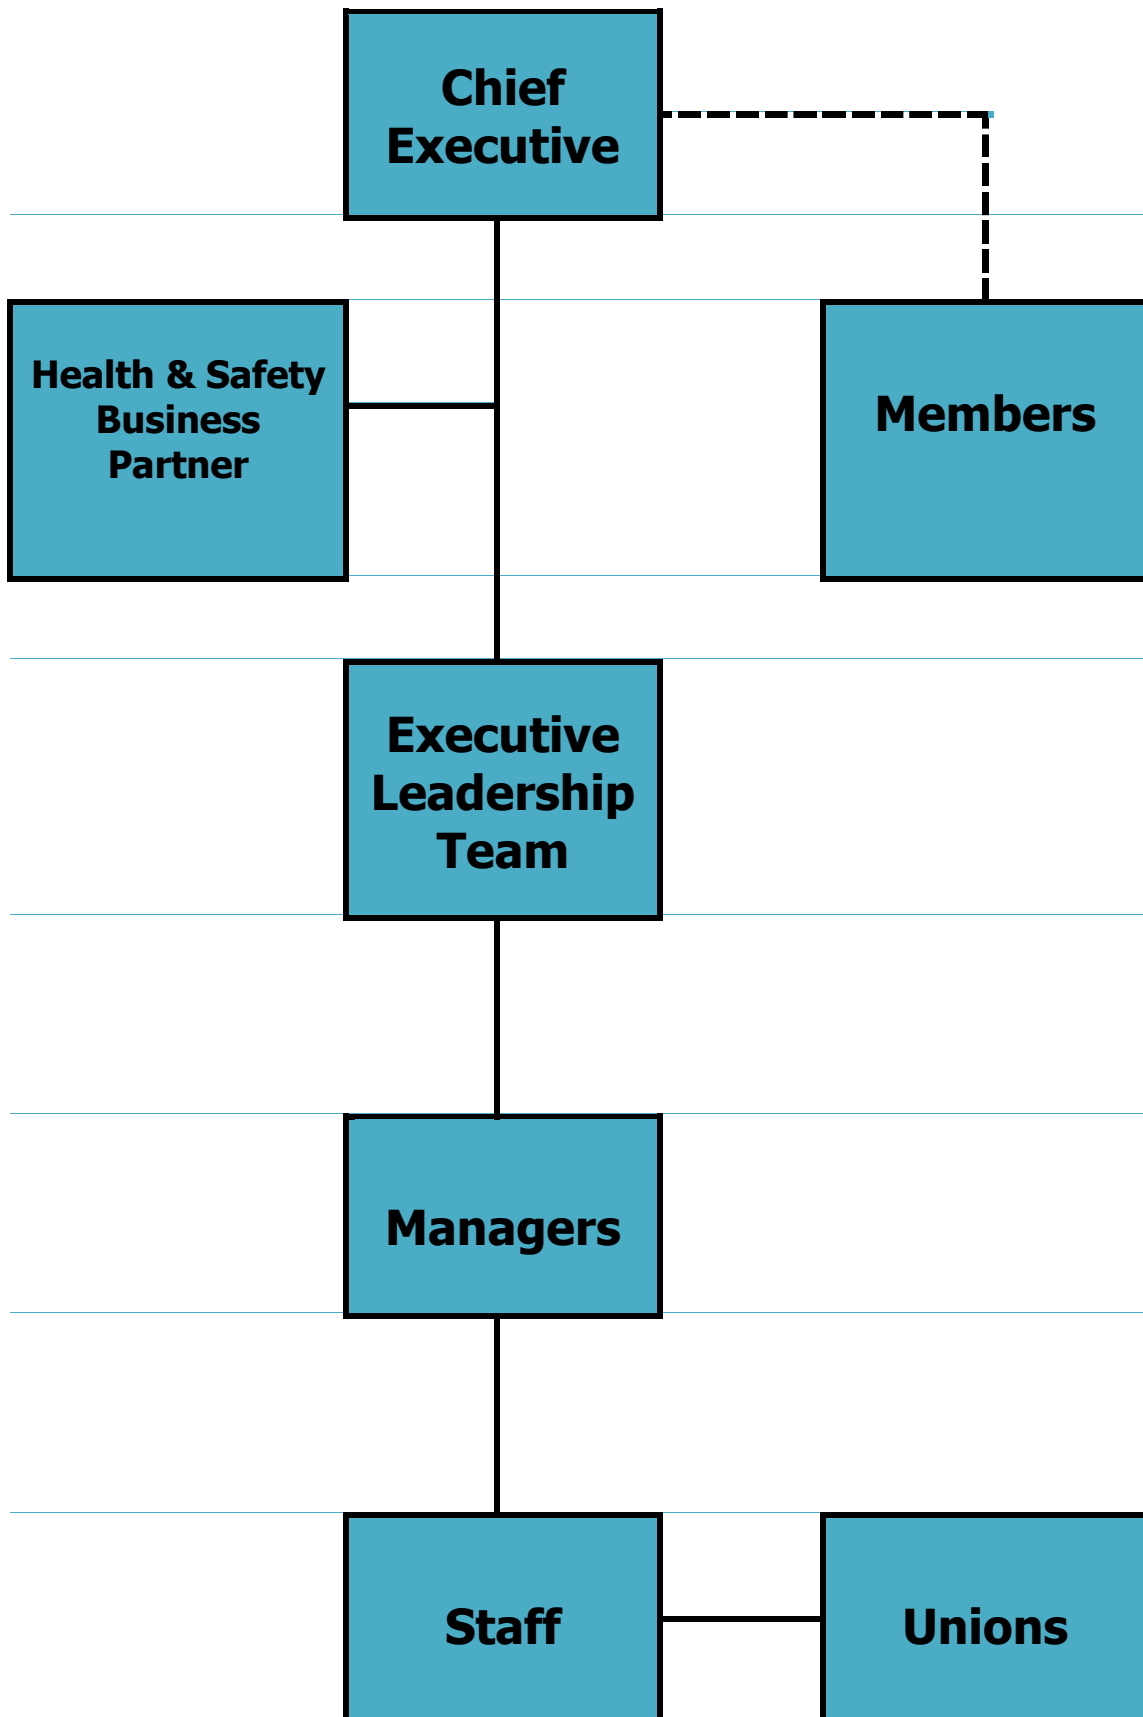 Chief
Executive
Health & Safety
Business
Partner
Members
Executive
Leadership
Team
Managers
Staff
Unions